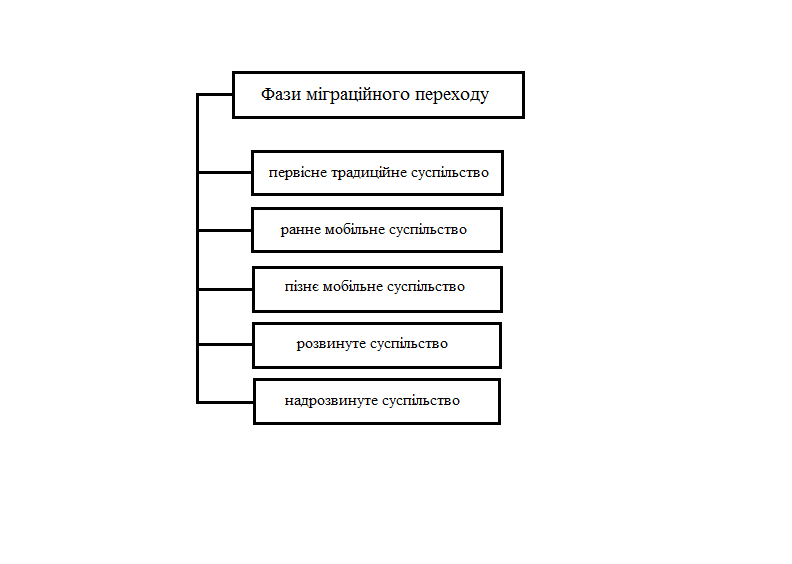 Фази міграційного переходу
первісне традиційне суспільство
ранне мобільне суспільство
пізнє мобільне суспільство
розвинуте суспільство
надрозвинуте суспільство